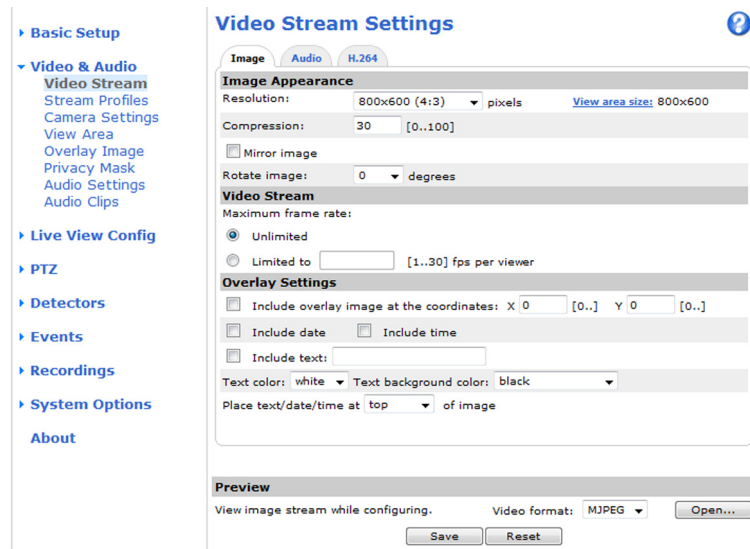 Basic Setup
Video & Audio
Video Stream
Stream Profiles
Camera Settings
View Area
Overlay Image
Privacy Mask
Audio Settings
Audio Clips
Live View Config
PTZ
Detectors
Events
Recordings
System Options
About
Video Stream Settings
?
Image Audio H.264
Image Appearance
Resolution: 800x600 (4:3) pixels View area size: 800x600
Compression: 30 [0..100]
Mirror image
Rotate image: 0 degrees
Video Stream
Maximum frame rate:
Unlimited
Limited to [1..30] fps per viewer
Overlay Settings
Include overlay image at the coordinates: X 0 [0..] Y 0 [0..]
Include date Include time
Include text:
Text color: white Text background color: black
Place text/date/time at top of image
Preview
View image stream while configuring. Video format: MJPEG Open...
Save Reset